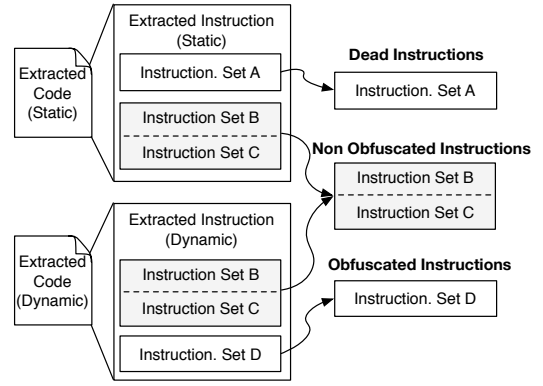 Extracted
Code
(Static)
Extracted Instruction
(Static)
Instruction. Set A
Instruction Set B
Instruction Set C
Dead Instructions
Instruction. Set A
Non Obfuscated Instructions
Instruction Set B
Instruction Set C
Extracted
Code
(Dynamic)
Extracted Instruction
(Dynamic)
Instruction Set B
Instruction Set C
Instruction. Set D
Obfuscated Instructions
Instruction. Set D